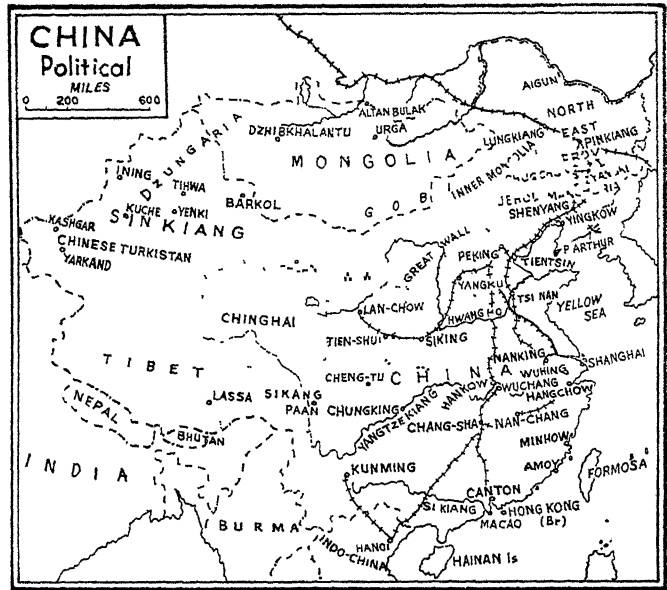 CHINA
Political
MILES
0 200 600
AIGUN
NORTH
EAST
ALTAN BULAK
DZHIBKHALANTU
URGA
LUNGKIANG
APINKIANG
MONGOLIA
DZUNGARIA
INNER MONGOLIA
INING
TIHWA
GOBI
BARKOL
KUCHE
YENKI
SINKIANG
SHENYANG
YINGKOW
KASHGAR
CHINESE TURKISTAN
YARKAND
GREAT WALL
PEKING
P. ARTHUR
TIENTSIN
YANGKU
TSI NAN
YELLOW
SEA
LAN-CHOW
HWANG HO
CHINGHAI
TIEN-SHUI
SIKING
NANKING
SHANGHAI
TIBET
CHENG-TU
CHINA
WUHING
HANKOW
WUCHANG
HANGCHOW
LASSA
SIKANG
PAAN
CHUNGKING
YANGTZEKIANG
NEPAL
CHANG-SHA
NAN-CHANG
BHUTAN
MINHOW
AMOY
FORMOSA
INDIA
KUNMING
CANTON
SI KIANG
HONG KONG
MACAO
(Br)
BURMA
INDO-CHINA
HANOI
HAINAN Is